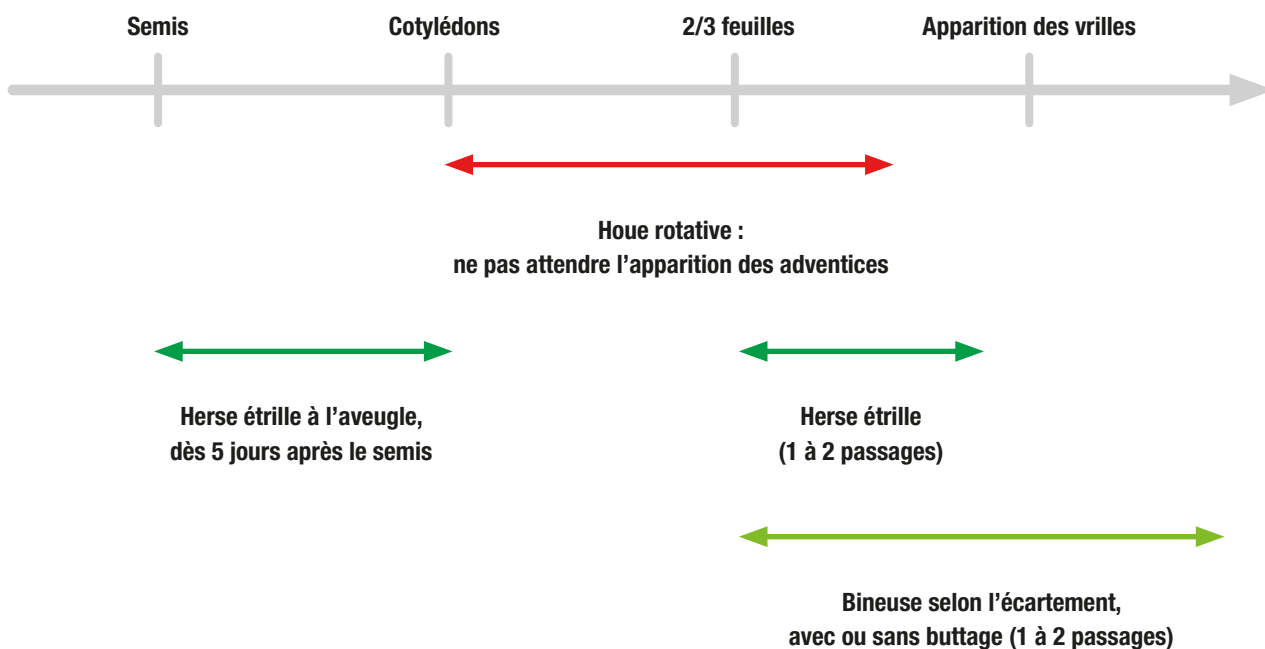 Semis
Cotylédons
2/3 feuilles
Apparition des vrilles
Houe rotative :
ne pas attendre l’apparition des adventices
Herse étrille à l’aveugle,
dès 5 jours après le semis
Herse étrille
(1 à 2 passages)
Bineuse selon l’écartement,
avec ou sans buttage (1 à 2 passages)